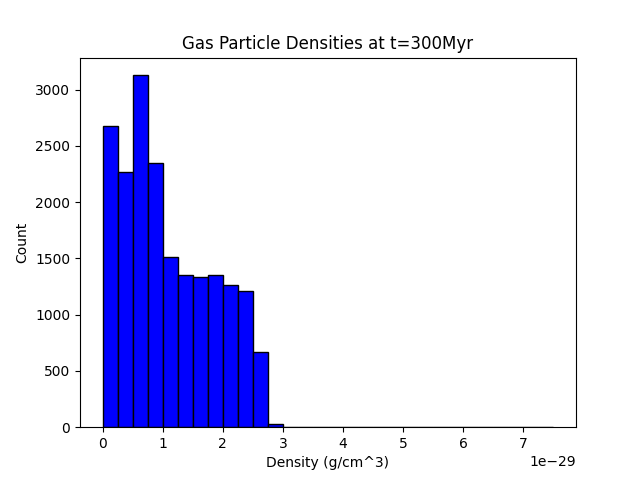 Gas Particle Densities at t=300Myr
3000
2500
2000
1500
1000
500
0
Count
0 1 2 3 4 5 6 7
Density (g/cm^3)
1e−29